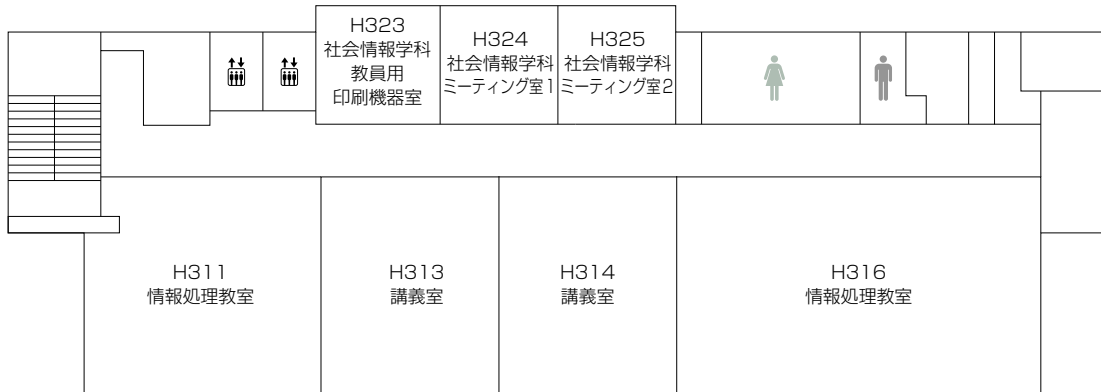 H323
社会情報学科
教員用
印刷機器室
H324
社会情報学科
ミーティング室1
H325
社会情報学科
ミーティング室2
H311
情報処理教室
H313
講義室
H314
講義室
H316
情報処理教室